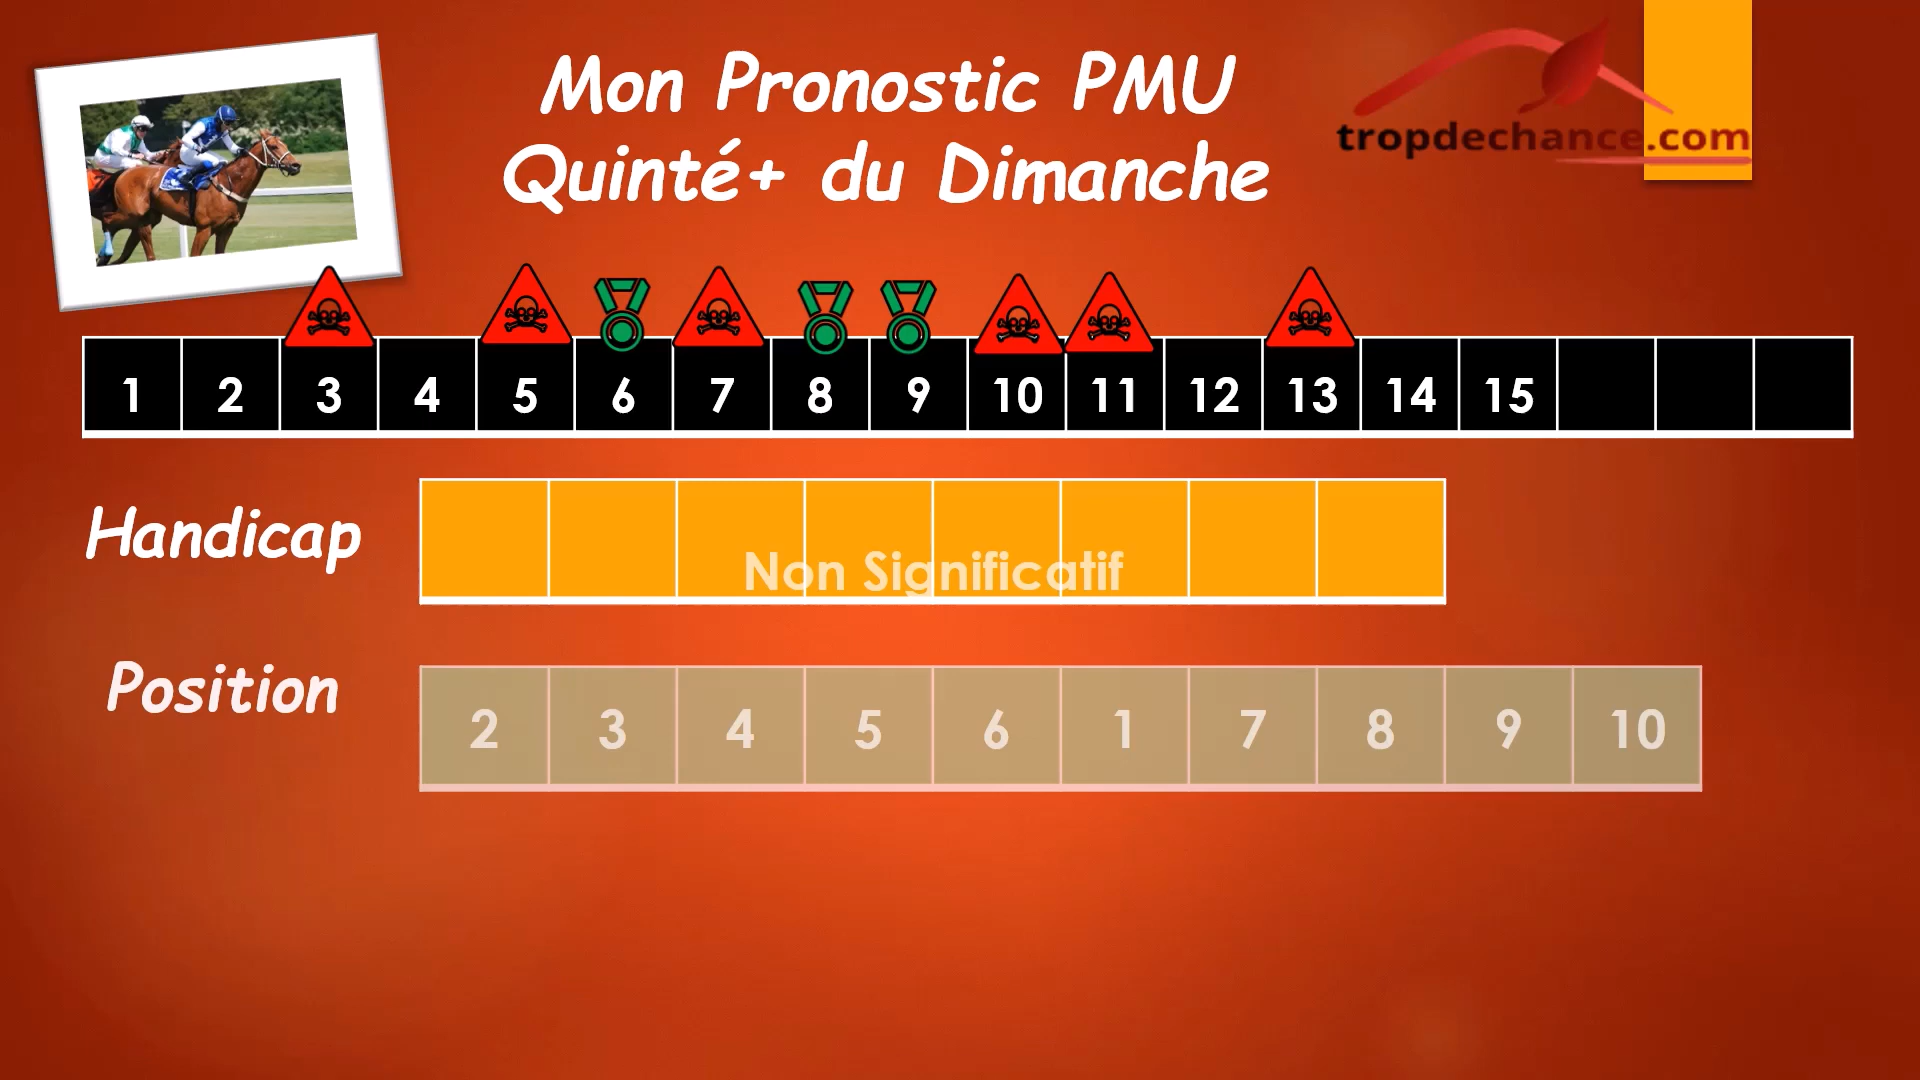 Mon Pronostic PMU
Quinté+ du Dimanche
tropdechance.com
1 2 3 4 5 6 7 8 9 10 11 12 13 14 15
Handicap
Non Significatif
Position
2 3 4 5 6 1 7 8 9 10